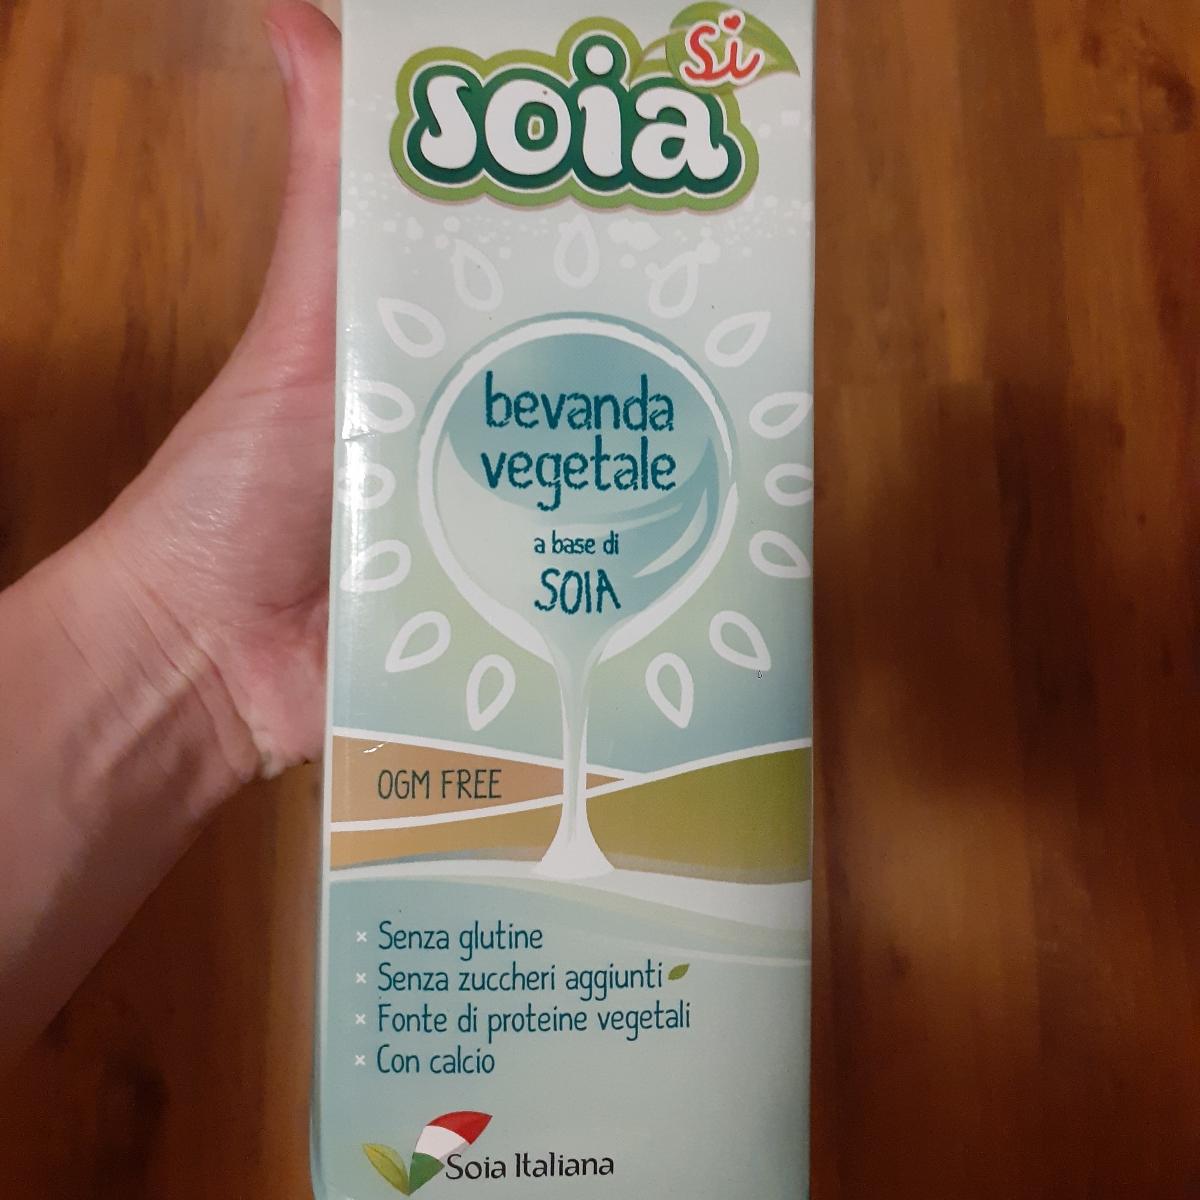 Si
soia
bevanda
vegetale
a base di
SOIA
OGM FREE
× Senza glutine
× Senza zuccheri aggiunti
× Fonte di proteine vegetali
× Con calcio
Soia Italiana